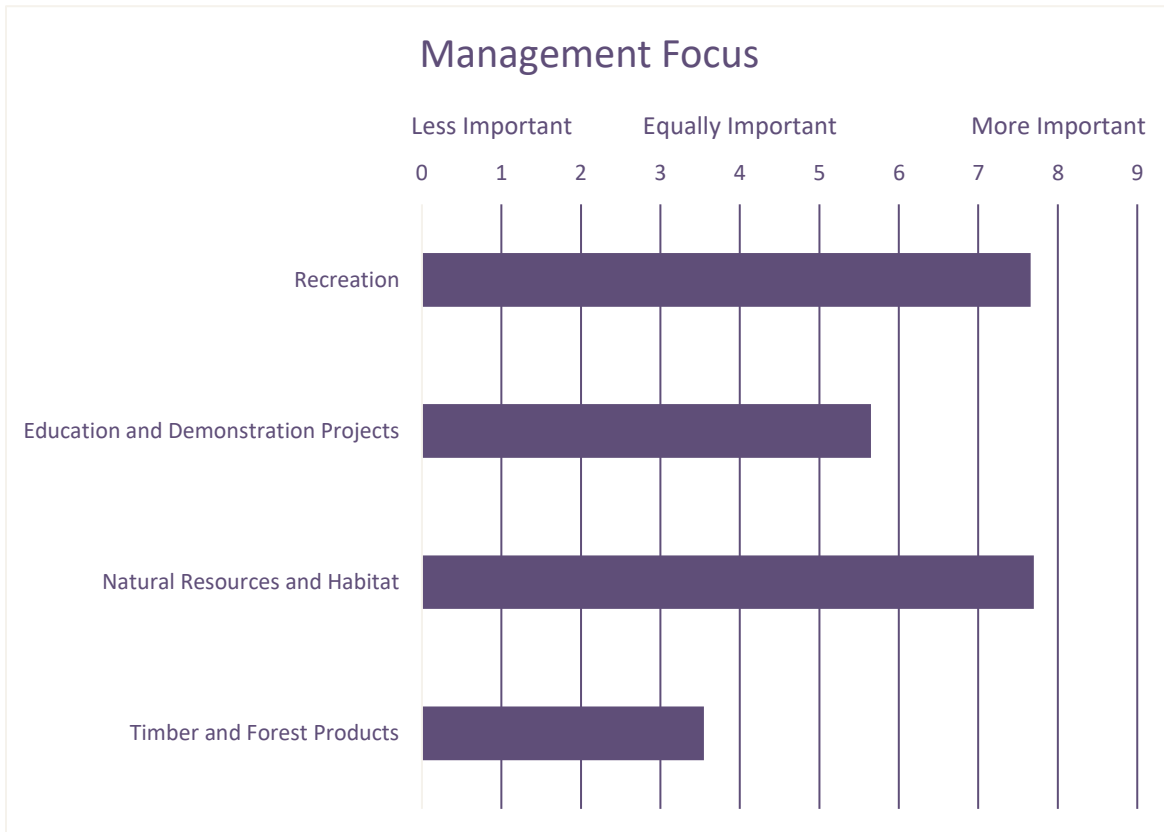 Management Focus
Less Important Equally Important More Important
0 1 2 3 4 5 6 7 8 9
Recreation
Education and Demonstration Projects
Natural Resources and Habitat
Timber and Forest Products